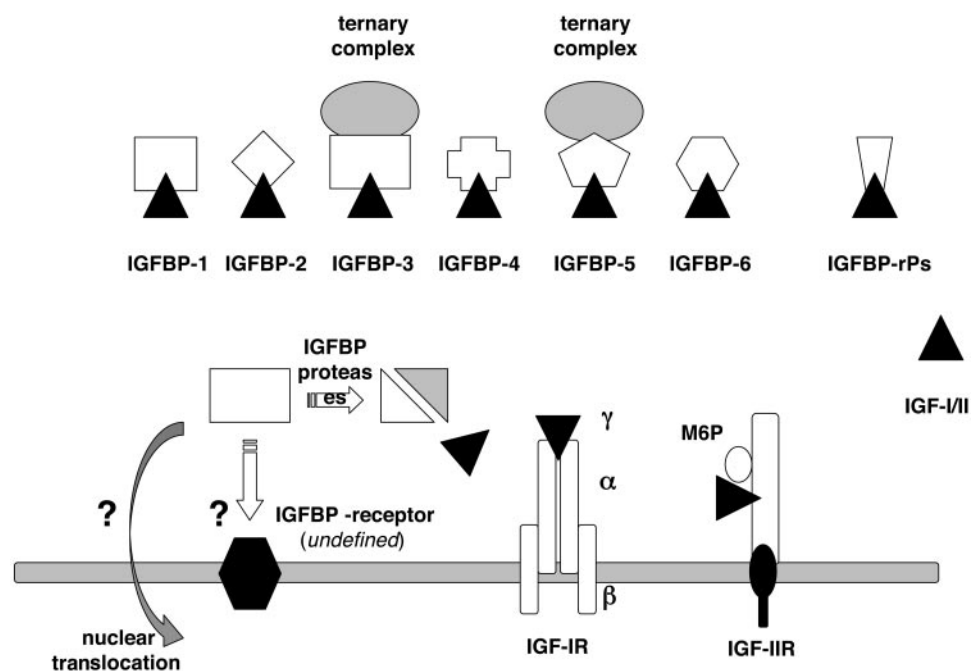 ternary
complex
ternary
complex
IGFBP-1
IGFBP-2
IGFBP-3
IGFBP-4
IGFBP-5
IGFBP-6
IGFBP-rPs
IGF-I/II
IGFBP
proteas
es
?
?
IGFBP -receptor
(undefined)
γ
α
β
M6P
nuclear
translocation
IGF-IR
IGF-IIR